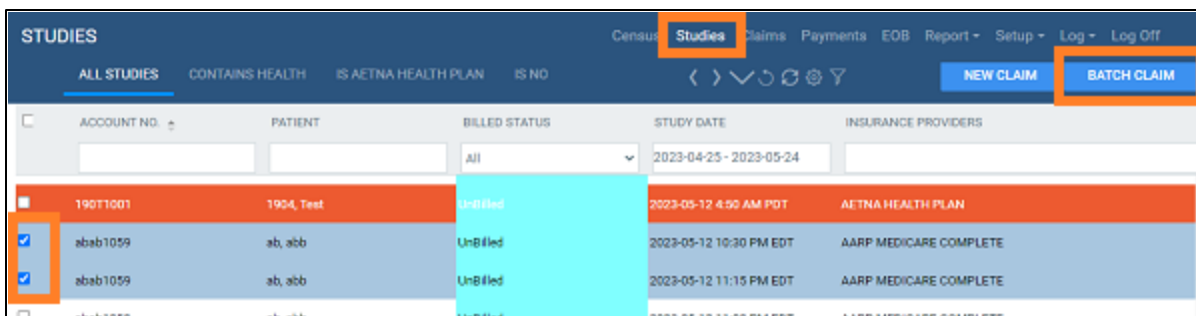 STUDIES Census Studies Claims Payments EOB Report Setup Log Log Off
ALL STUDIES CONTAINS HEALTH IS AETNA HEALTH PLAN IS NO NEW CLAIM BATCH CLAIM
ACCOUNT NO. PATIENT BILLED STATUS STUDY DATE INSURANCE PROVIDERS
All 2023-04-25 - 2023-05-24
190T1001 1904, Test UnBilled 2023-05-12 4:50 AM PDT AETNA HEALTH PLAN
abab1059 ab, abb UnBilled 2023-05-12 10:30 PM EDT AARP MEDICARE COMPLETE
abab1059 ab, abb UnBilled 2023-05-12 11:15 PM EDT AARP MEDICARE COMPLETE